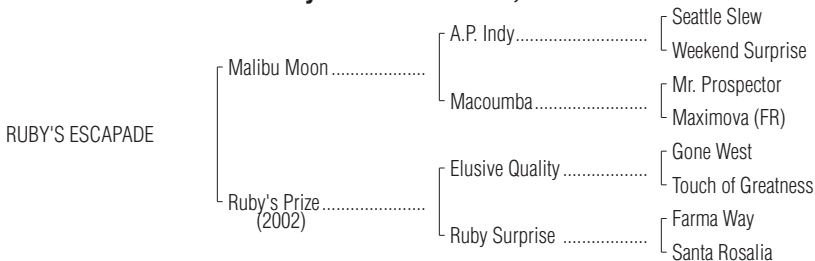 Seattle Slew
A.P. Indy
Weekend Surprise
Malibu Moon
Mr. Prospector
Macoumba
Maximova (FR)
RUBY'S ESCAPADE
Gone West
Elusive Quality
Touch of Greatness
Ruby's Prize
(2002)
Farma Way
Ruby Surprise
Santa Rosalia